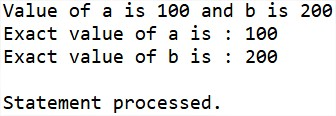 Value of a is 100 and b is 200
Exact value of a is : 100
Exact value of b is : 200
Statement processed.